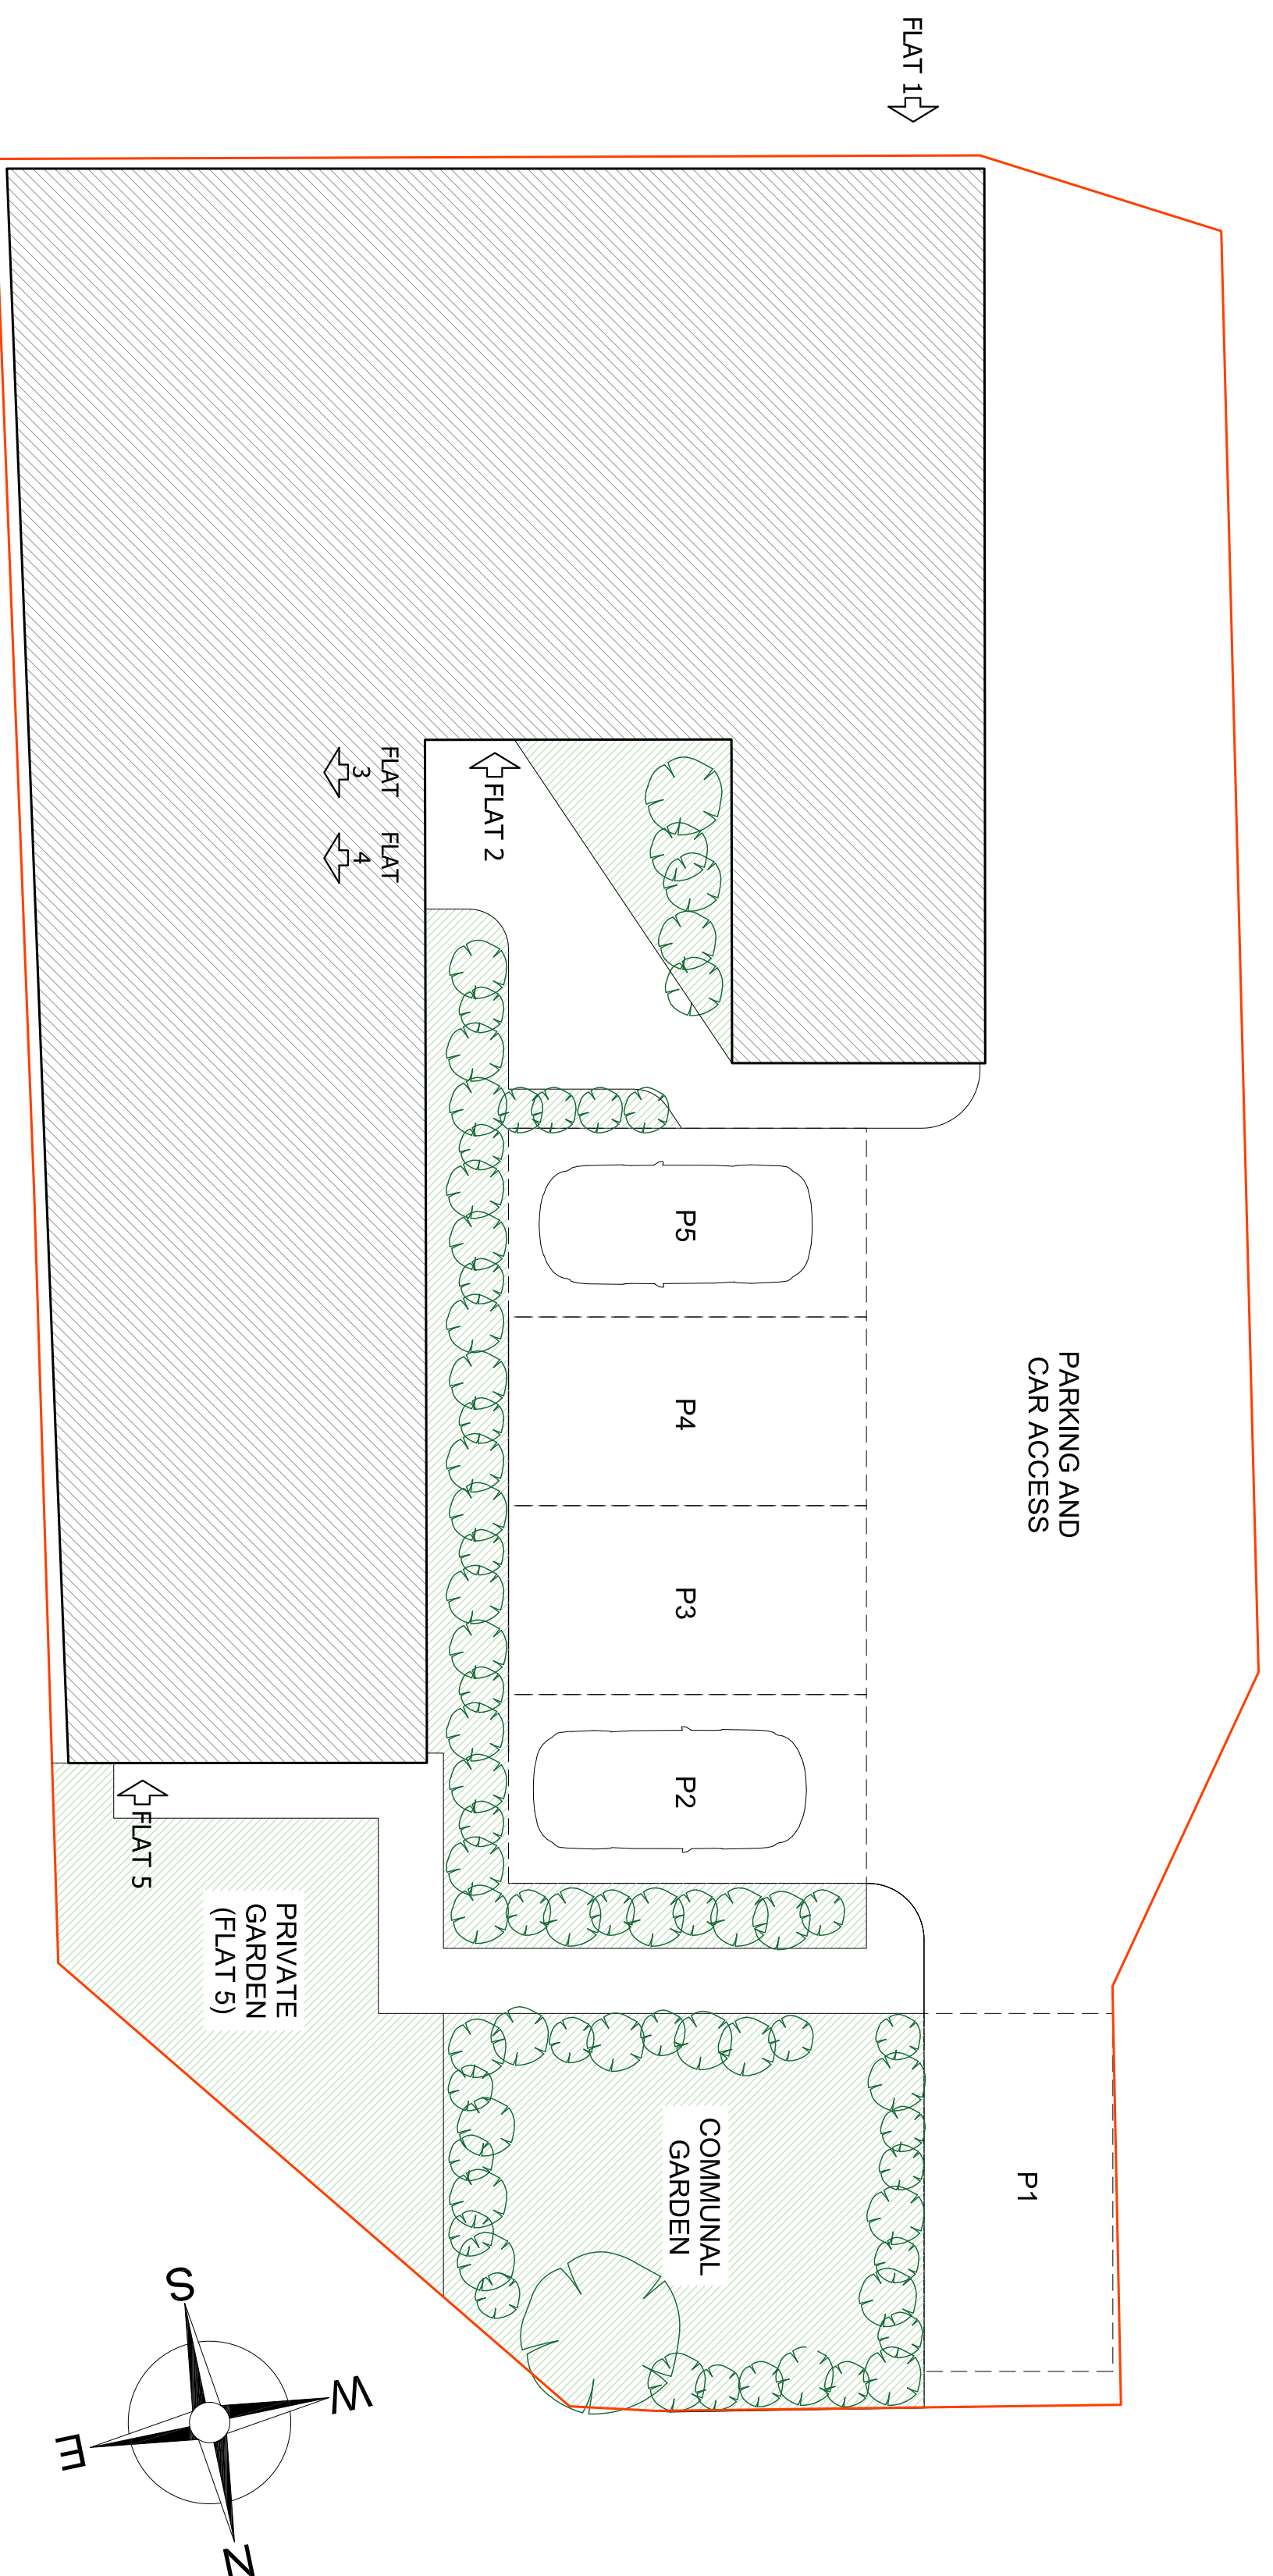 FLAT 1
PARKING AND
CAR ACCESS
FLAT
3
FLAT
4
FLAT 2
P5
P4
P3
P2
P1
FLAT 5
PRIVATE
GARDEN
(FLAT 5)
COMMUNAL
GARDEN
S
W
E
N